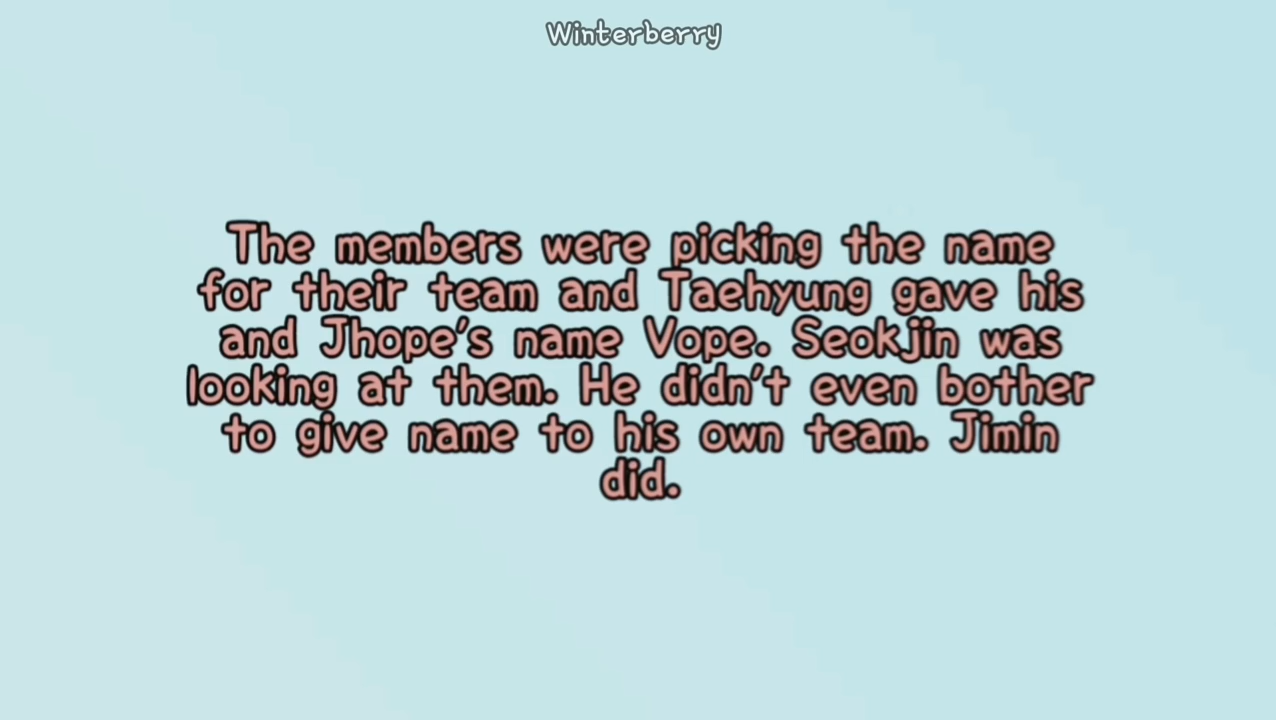 Winterberry
The members were picking the name
for their team and Taehyung gave his
and Jhope's name Vope. Seokjin was
looking at them. He didn't even bother
to give name to his own team. Jimin
did.